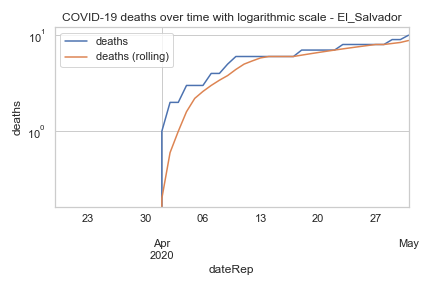 COVID-19 deaths over time with logarithmic scale - El_Salvador
deaths
deaths (rolling)
10¹
10⁰
deaths
23 30 06 13 20 27
Apr May
2020
dateRep